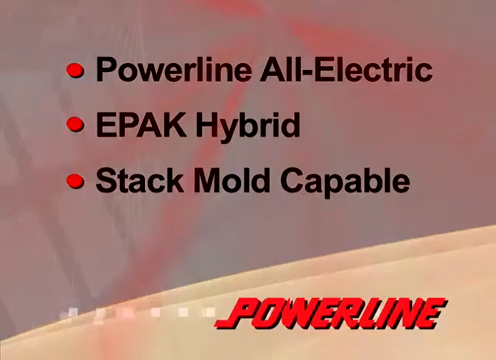 Powerline All-Electric
EPAK Hybrid
Stack Mold Capable
POWERLINE